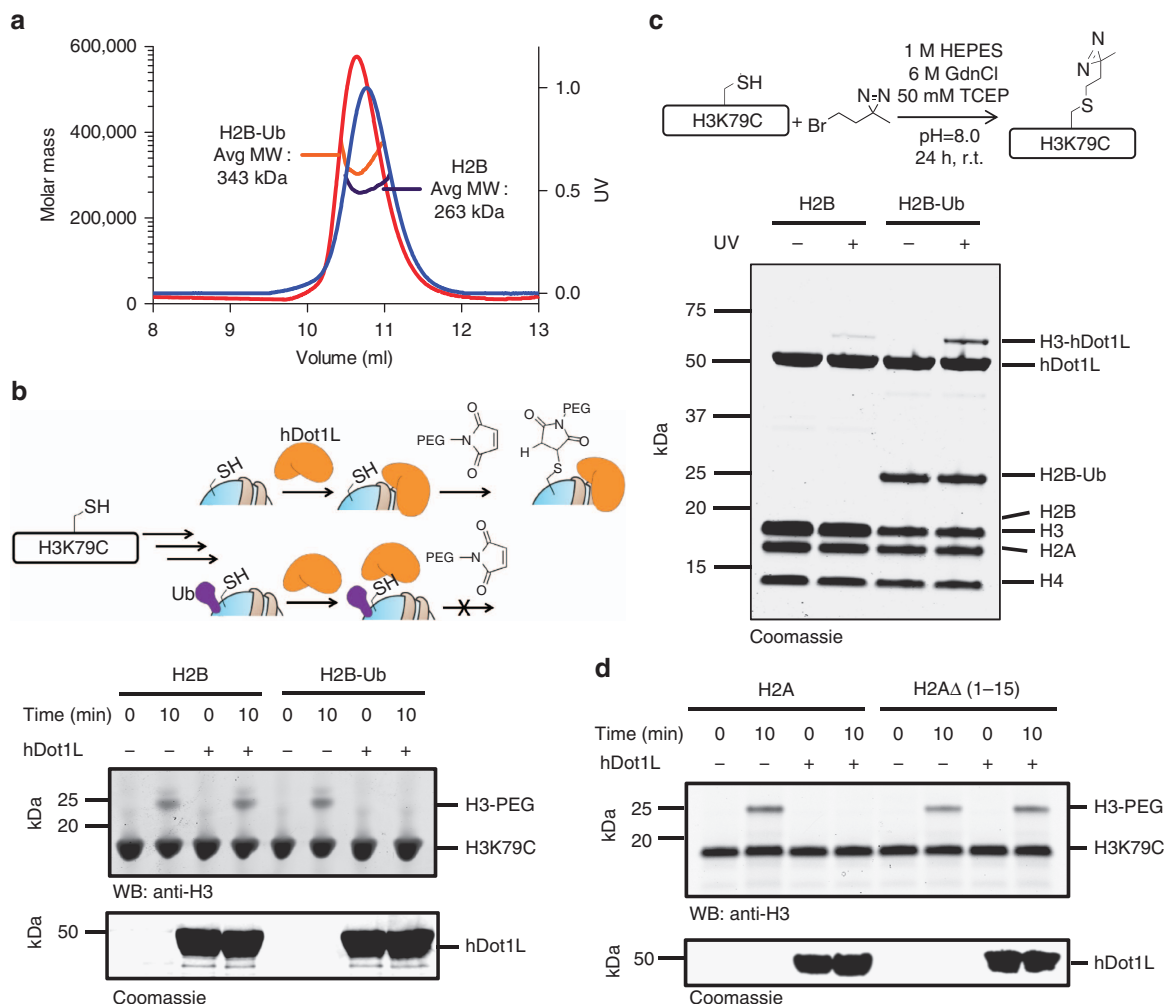 a
Molar mass
600,000
400,000
200,000
0
8 9 10 11 12 13
Volume (ml)
1.0
0.5
0.0
UV
H2B-Ub
Avg MW :
343 kDa
H2B
Avg MW :
263 kDa
b
SH
H3K79C
SH
hDot1L
SH
PEG
N
O
O
PEG
O
N
O
H
S
Ub
SH
SH
PEG
N
O
O
X
H2B H2B-Ub
Time (min) 0 10 0 10 0 10 0 10
hDot1L – – + + – – + +
kDa
25
20
H3-PEG
H3K79C
WB: anti-H3
kDa
50
hDot1L
Coomassie
c
SH
H3K79C
+
Br
N=N
1 M HEPES
6 M GdnCl
50 mM TCEP
pH=8.0
24 h, r.t.
N
N
S
H3K79C
H2B H2B-Ub
UV – + – +
kDa
75
50
37
25
20
15
H3-hDot1L
hDot1L
H2B-Ub
H2B
H3
H2A
H4
Coomassie
d
H2A H2AΔ (1–15)
Time (min) 0 10 0 10 0 10 0 10
hDot1L – – + + – – + +
kDa
25
20
H3-PEG
H3K79C
WB: anti-H3
kDa
50
hDot1L
Coomassie